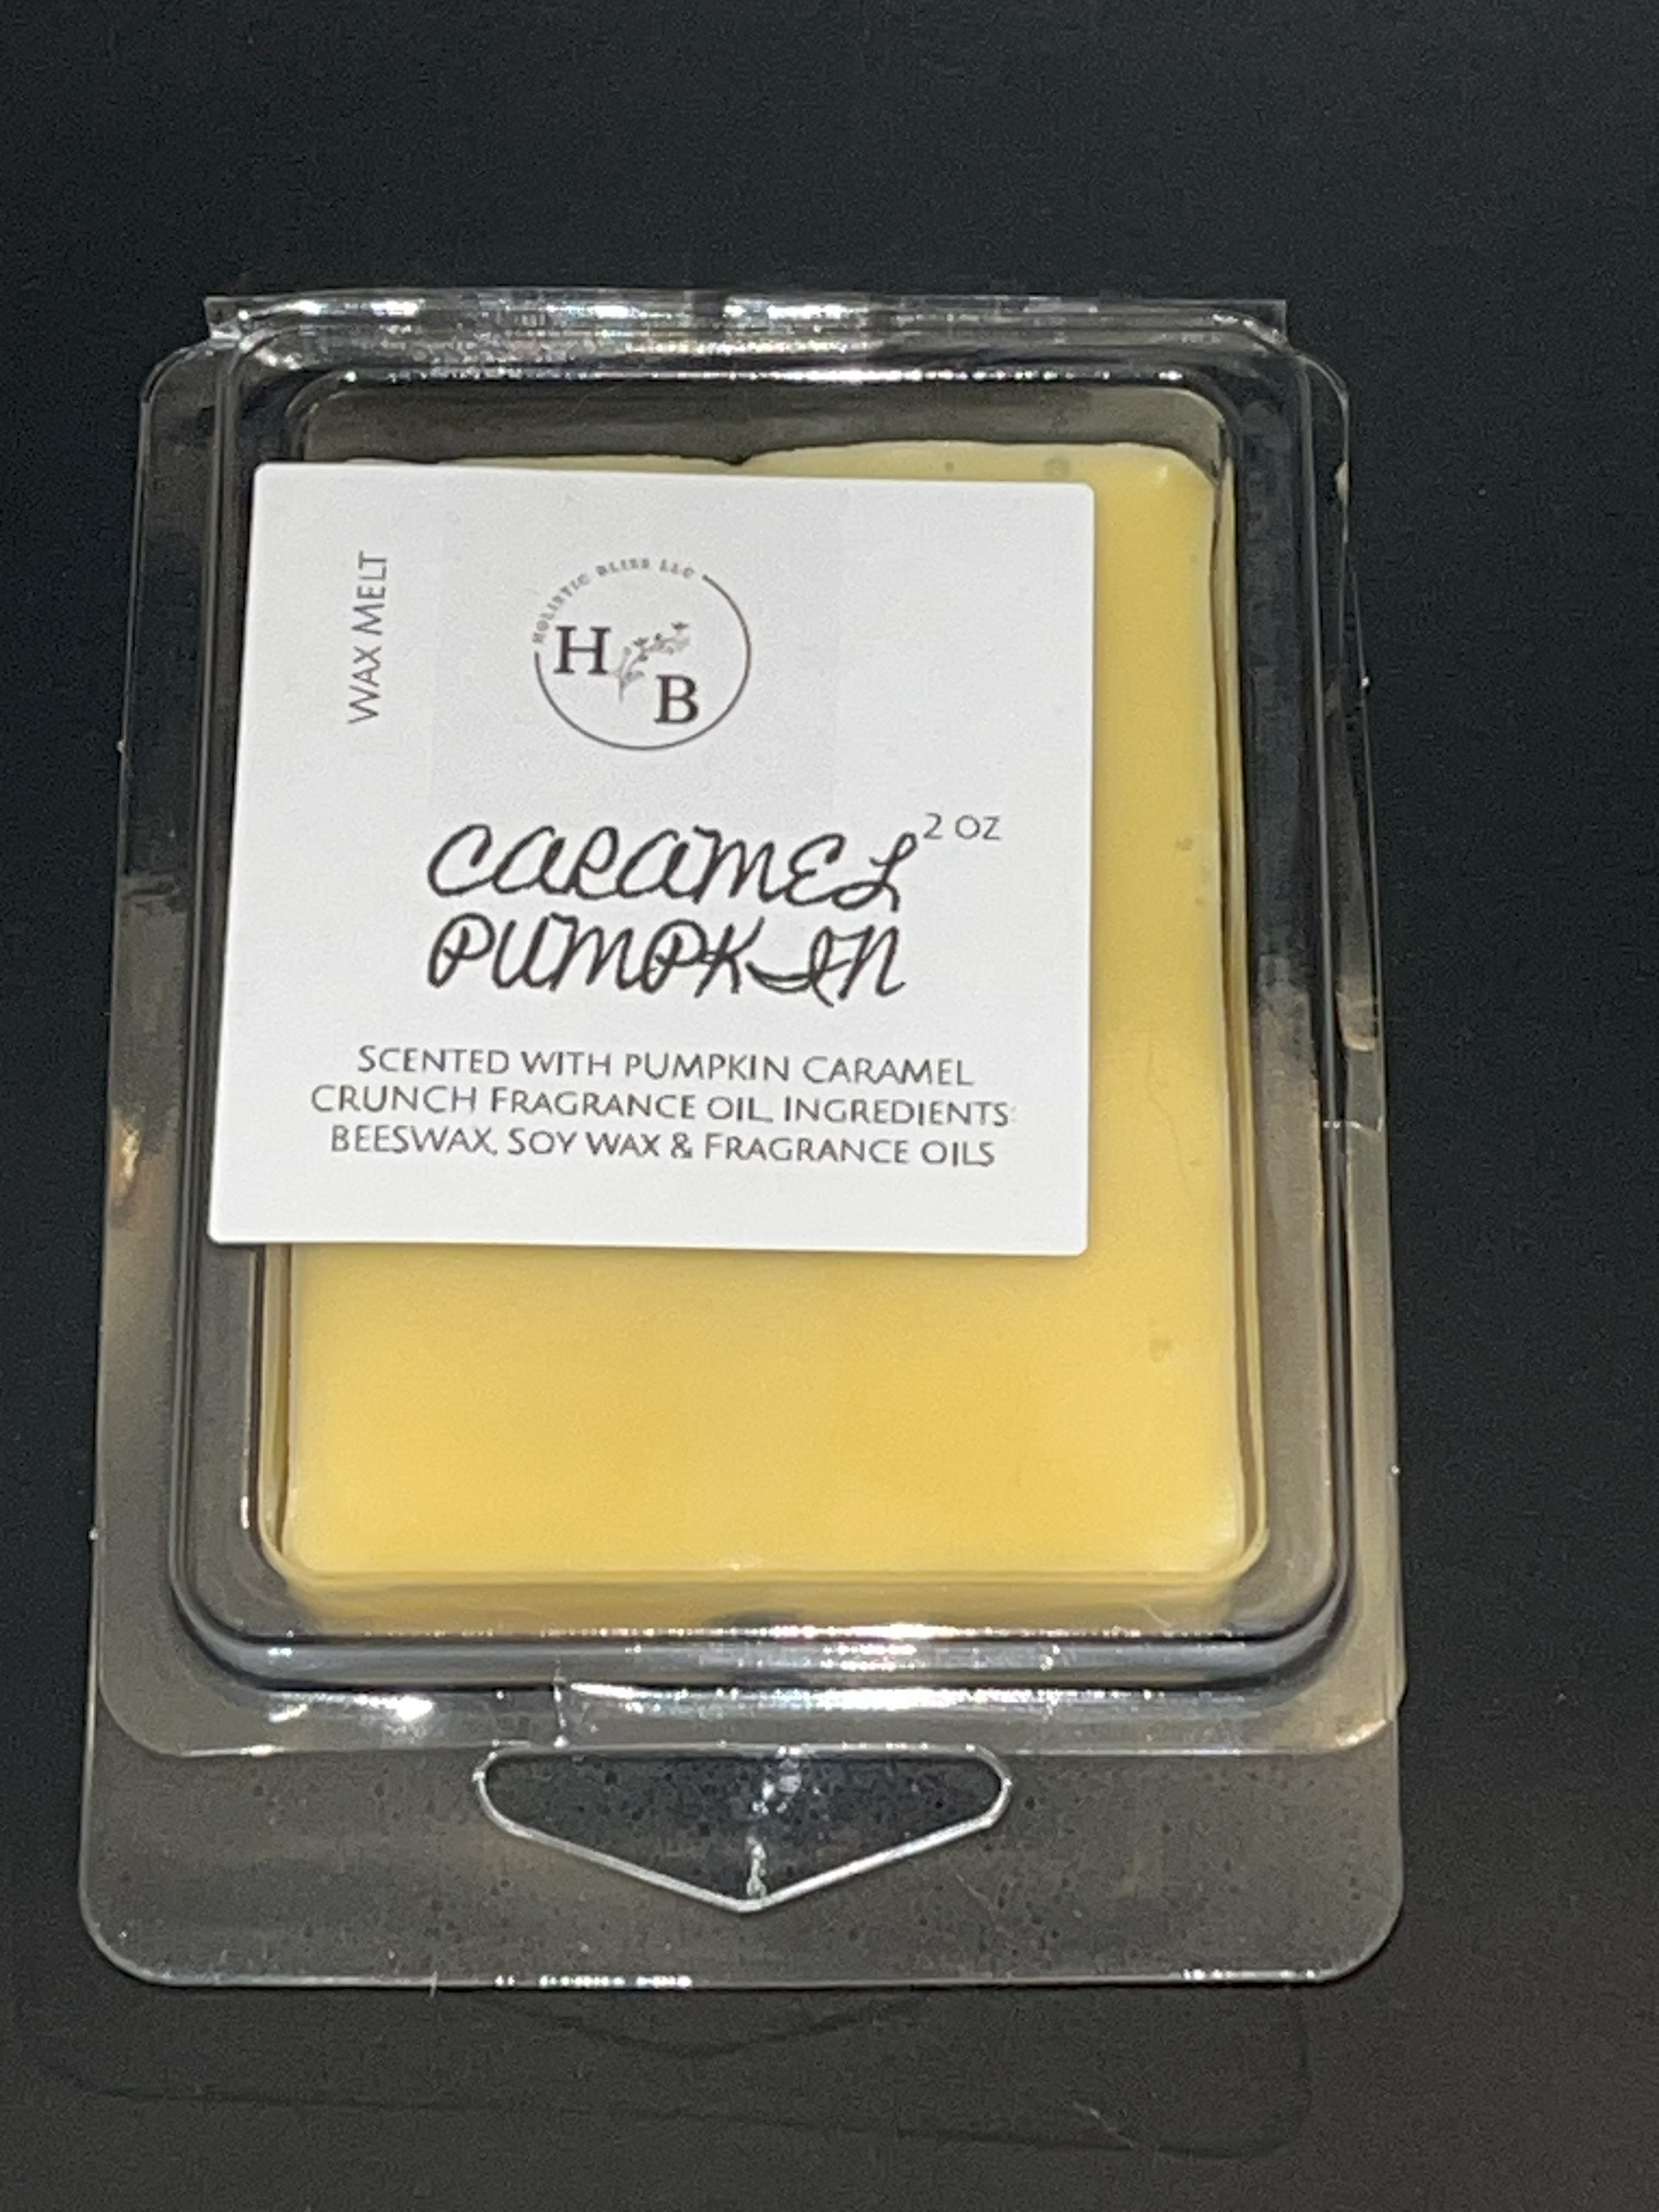 WAX MELT
HOLISTIC BLISS LLC
H B
CARAMEL 2 OZ
PUMPKIN
SCENTED WITH PUMPKIN CARAMEL
CRUNCH FRAGRANCE OIL. INGREDIENTS:
BEESWAX, SOY WAX & FRAGRANCE OILS